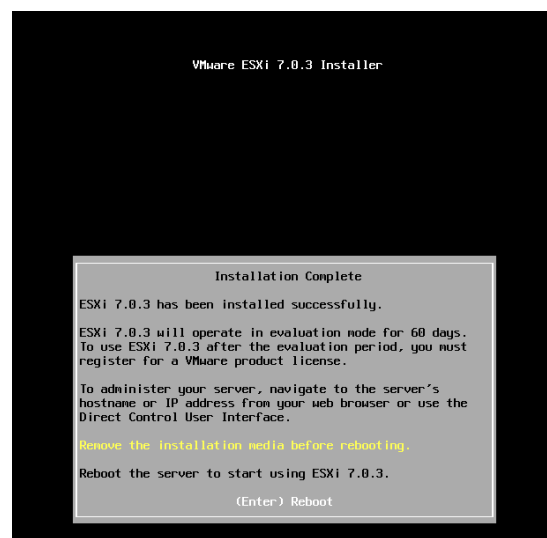 VMware ESXi 7.0.3 Installer
Installation Complete
ESXi 7.0.3 has been installed successfully.
ESXi 7.0.3 will operate in evaluation mode for 60 days.
To use ESXi 7.0.3 after the evaluation period, you must
register for a VMware product license.
To administer your server, navigate to the server's
hostname or IP address from your web browser or use the
Direct Control User Interface.
Remove the installation media before rebooting.
Reboot the server to start using ESXi 7.0.3.
(Enter) Reboot